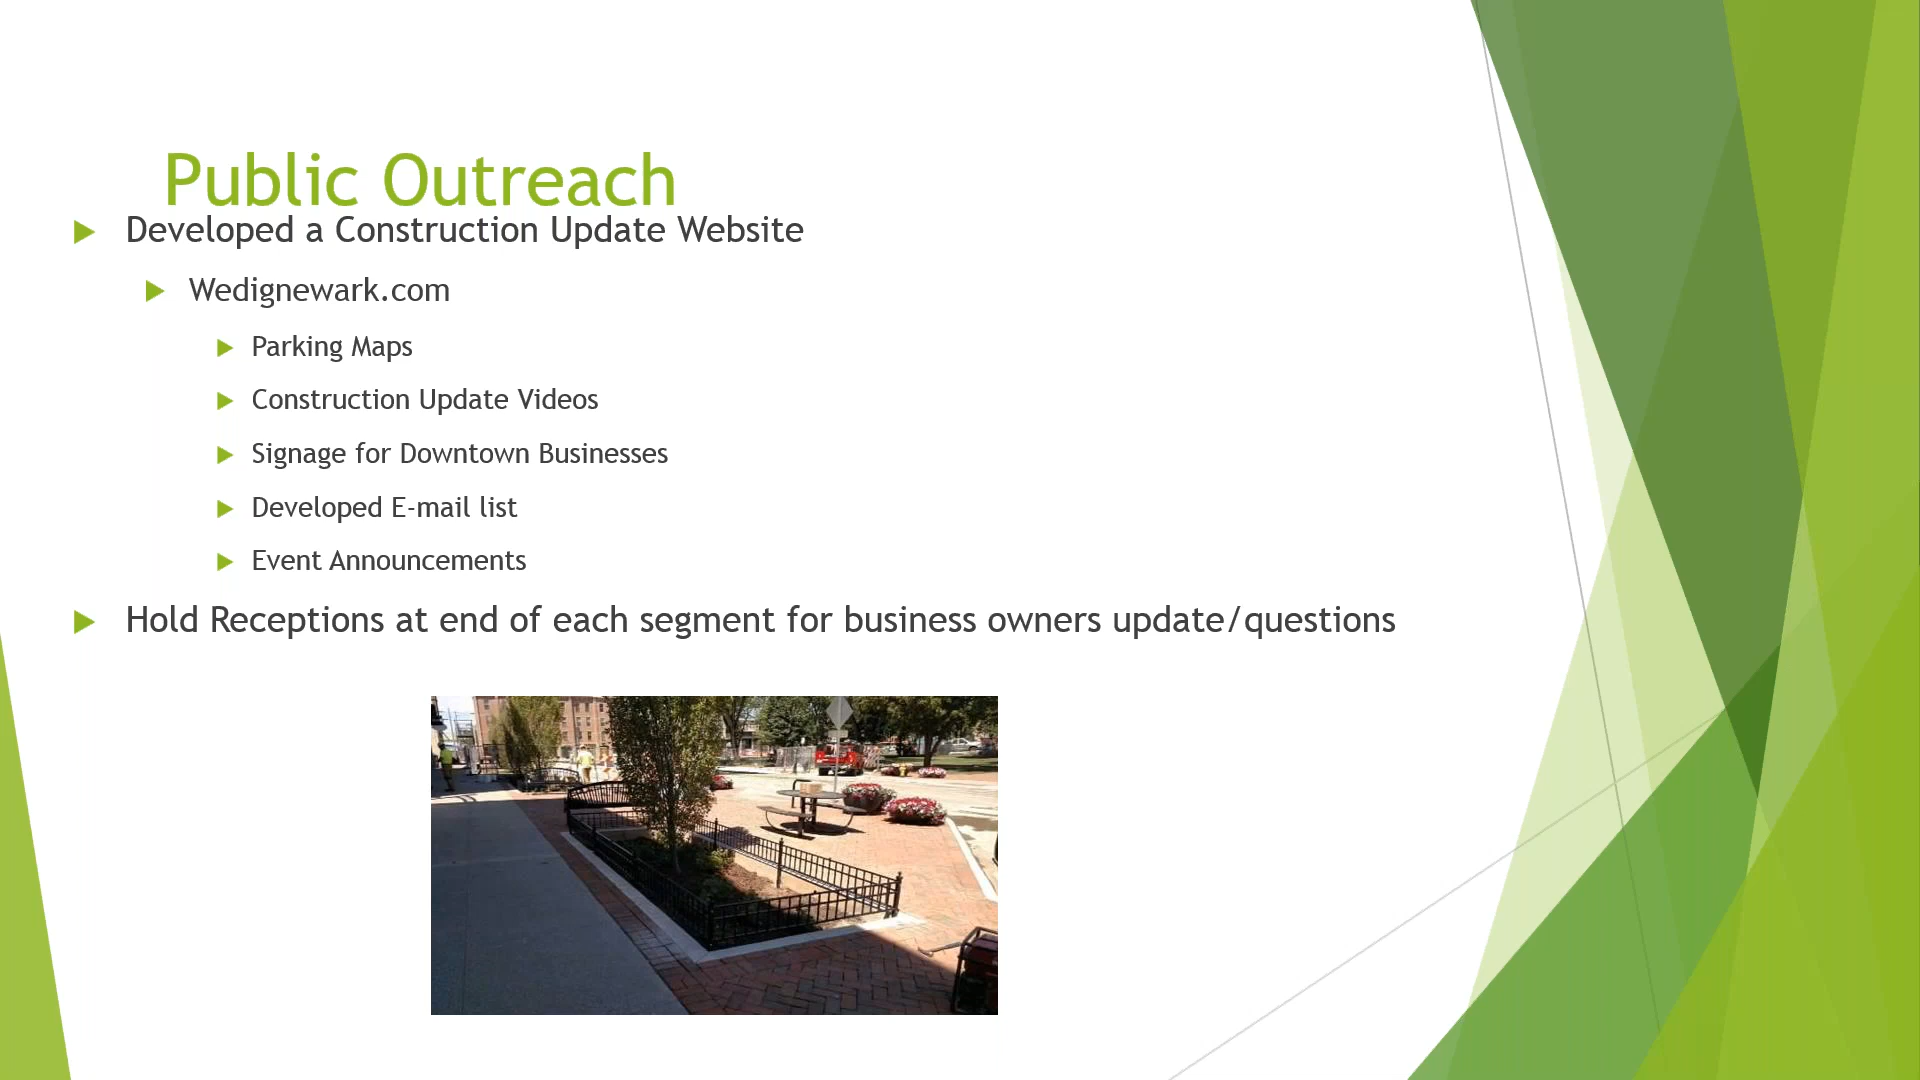 Public Outreach
Developed a Construction Update Website
Wedignewark.com
Parking Maps
Construction Update Videos
Signage for Downtown Businesses
Developed E-mail list
Event Announcements
Hold Receptions at end of each segment for business owners update/questions